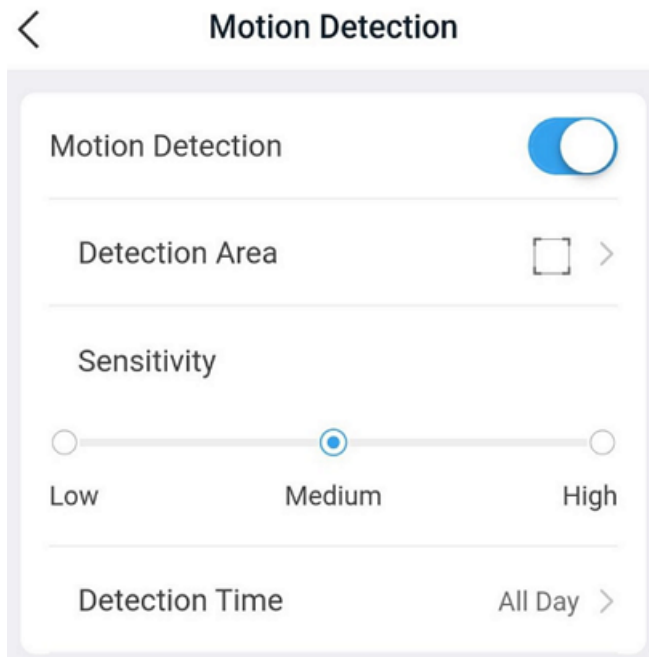 Motion Detection
Motion Detection
Detection Area
Sensitivity
Low Medium High
Detection Time All Day